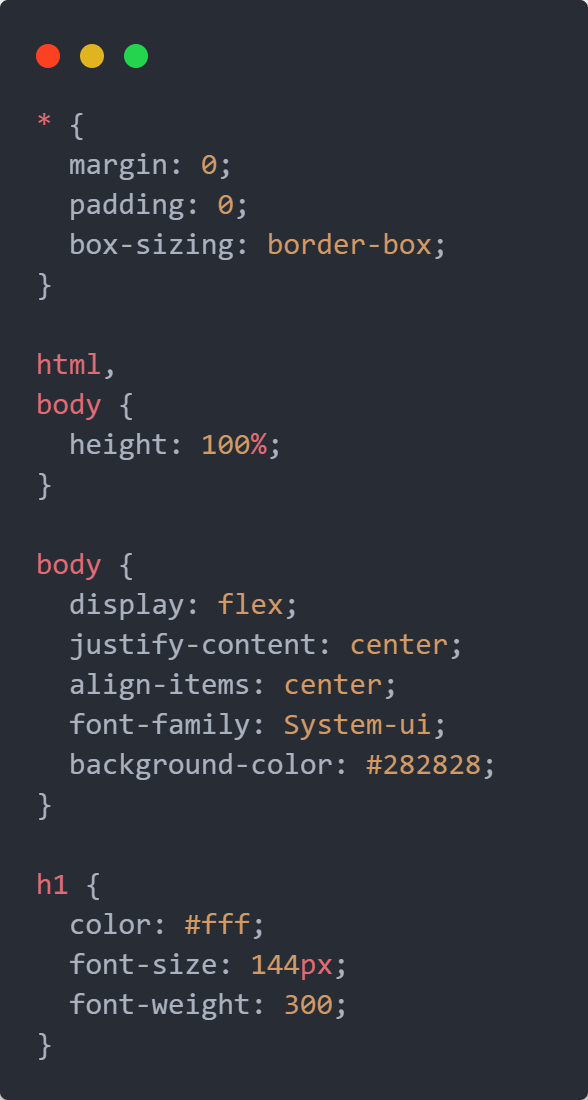 * {
  margin: 0;
  padding: 0;
  box-sizing: border-box;
}

html,
body {
  height: 100%;
}

body {
  display: flex;
  justify-content: center;
  align-items: center;
  font-family: System-ui;
  background-color: #282828;
}

h1 {
  color: #fff;
  font-size: 144px;
  font-weight: 300;
}